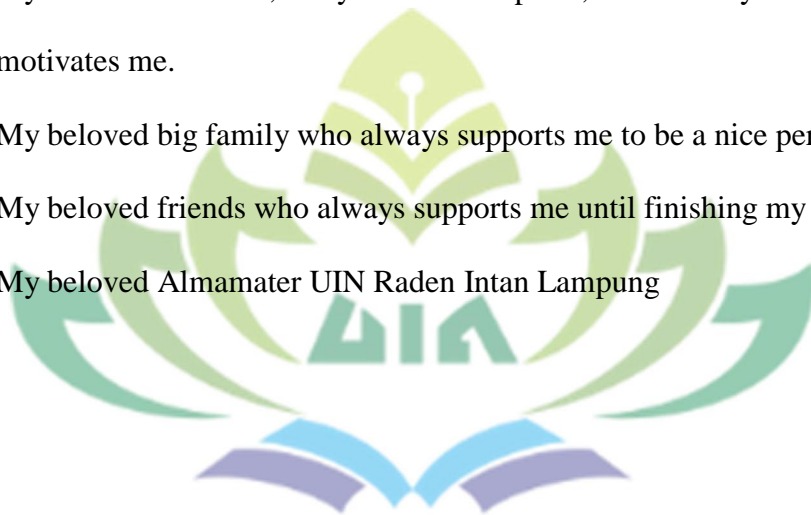 motivates me.
My beloved big family who always supports me to be a nice
My beloved friends who always supports me until finishing my
My beloved Almamater UIN Raden Intan Lampung
UIN